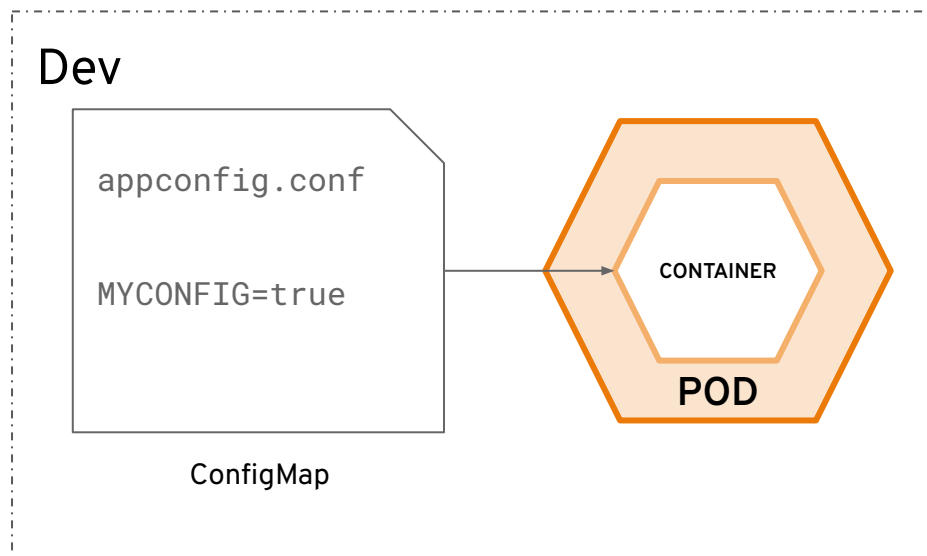 Dev
appconfig.conf
MYCONFIG=true
ConfigMap
CONTAINER
POD